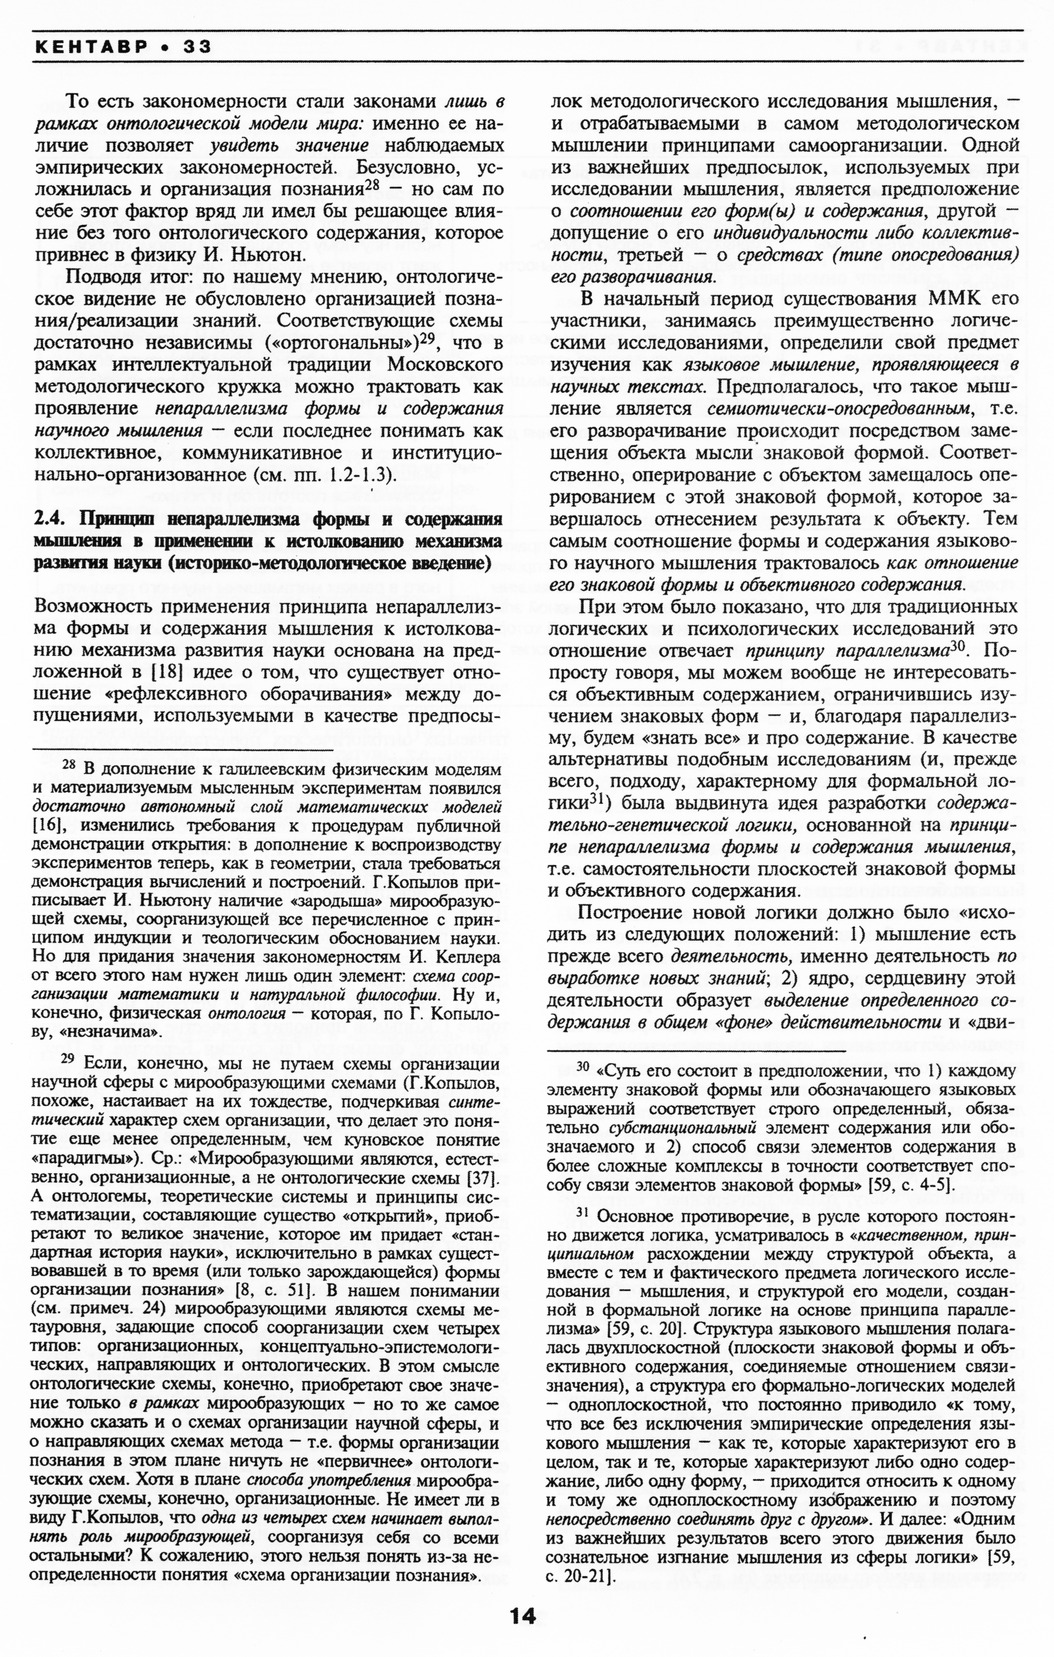 КЕНТАВР • 33
То есть закономерности стали законами лишь в
рамках онтологической модели мира: именно ее на-
личие позволяет увидеть значение наблюдаемых
эмпирических закономерностей. Безусловно, ус-
ложнилась и организация познания28 — но сам по
себе этот фактор вряд ли имел бы решающее влия-
ние без того онтологического содержания, которое
привнес в физику И. Ньютон.
Подводя итог: по нашему мнению, онтологиче-
ское видение не обусловлено организацией позна-
ния/реализации знаний. Соответствующие схемы
достаточно независимы («ортогональны»)29, что в
рамках интеллектуальной традиции Московского
методологического кружка можно трактовать как
проявление непараллелизма формы и содержания
научного мышления — если последнее понимать как
коллективное, коммуникативное и институцио-
нально-организованное (см. пп. 1.2-1.3).
2.4. Принцип непараллелизма формы и содержания
мышления в применении к истолкованию механизма
развития науки (историко-методологическое введение)
Возможность применения принципа непараллелиз-
ма формы и содержания мышления к истолкова-
нию механизма развития науки основана на пред-
ложенной в [18] идее о том, что существует отно-
шение «рефлексивного оборачивания» между до-
пущениями, используемыми в качестве предпосы-
28 В дополнение к галилеевским физическим моделям
и материализуемым мысленным экспериментам появился
достаточно автономный слой математических моделей
[16], изменились требования к процедурам публичной
демонстрации открытия: в дополнение к воспроизводству
экспериментов теперь, как в геометрии, стала требоваться
демонстрация вычислений и построений. Г.Копылов при-
писывает И. Ньютону наличие «зародыша» мирообразую-
щей схемы, соорганизующей все перечисленное с прин-
ципом индукции и теологическим обоснованием науки.
Но для придания значения закономерностям И. Кеплера
от всего этого нам нужен лишь один элемент: схема соор-
ганизации математики и натуральной философии. Ну и,
конечно, физическая онтология — которая, по Г. Копыло-
ву, «незначима».
29 Если, конечно, мы не путаем схемы организации
научной сферы с мирообразующими схемами (Г.Копылов,
похоже, настаивает на их тождестве, подчеркивая синте-
тический характер схем организации, что делает это поня-
тие еще менее определенным, чем куновское понятие
«парадигмы»). Ср.: «Мирообразующими являются, естест-
венно, организационные, а не онтологические схемы [37].
А онтологемы, теоретические системы и принципы сис-
тематизации, составляющие существо «открытий», приоб-
ретают то великое значение, которое им придает «стан-
дартная история науки», исключительно в рамках сущест-
вовавшей в то время (или только зарождающейся) формы
организации познания» [8, с. 51]. В нашем понимании
(см. примеч. 24) мирообразующими являются схемы ме-
тауровня, задающие способ соорганизации схем четырех
типов: организационных, концептуально-эпистемологи-
ческих, направляющих и онтологических. В этом смысле
онтологические схемы, конечно, приобретают свое значе-
ние только в рамках мирообразующих — но то же самое
можно сказать и о схемах организации научной сферы, и
о направляющих схемах метода — т.е. формы организации
познания в этом плане ничуть не «первичнее» онтологи-
ческих схем. Хотя в плане способа употребления мирообра-
зующие схемы, конечно, организационные. Не имеет ли в
виду Г.Копылов, что одна из четырех схем начинает выпол-
нять роль мирообразующей, соорганизуя себя со всеми
остальными? К сожалению, этого нельзя понять из-за не-
определенности понятия «схема организации познания».
лок методологического исследования мышления, —
и отрабатываемыми в самом методологическом
мышлении принципами самоорганизации. Одной
из важнейших предпосылок, используемых при
исследовании мышления, является предположение
о соотношении его форм(ы) и содержания, другой —
допущение о его индивидуальности либо коллектив-
ности, третьей — о средствах (типе опосредования)
его разворачивания.
В начальный период существования ММК его
участники, занимаясь преимущественно логиче-
скими исследованиями, определили свой предмет
изучения как языковое мышление, проявляющееся в
научных текстах. Предполагалось, что такое мыш-
ление является семиотически-опосредованным, т.е.
его разворачивание происходит посредством заме-
щения объекта мысли знаковой формой. Соответ-
ственно, оперирование с объектом замещалось опе-
рированием с этой знаковой формой, которое за-
вершалось отнесением результата к объекту. Тем
самым соотношение формы и содержания языково-
го научного мышления трактовалось как отношение
его знаковой формы и объективного содержания.
При этом было показано, что для традиционных
логических и психологических исследований это
отношение отвечает принципу параллелизма30. По-
просту говоря, мы можем вообще не интересовать-
ся объективным содержанием, ограничившись изу-
чением знаковых форм — и, благодаря параллелиз-
му, будем «знать все» и про содержание. В качестве
альтернативы подобным исследованиям (и, прежде
всего, подходу, характерному для формальной ло-
гики31) была выдвинута идея разработки содержа-
тельно-генетической логики, основанной на принци-
пе непараллелизма формы и содержания мышления,
т.е. самостоятельности плоскостей знаковой формы
и объективного содержания.
Построение новой логики должно было «исхо-
дить из следующих положений: 1) мышление есть
прежде всего деятельность, именно деятельность по
выработке новых знаний; 2) ядро, сердцевину этой
деятельности образует выделение определенного со-
держания в общем «фоне» действительности и «дви-
30 «Суть его состоит в предположении, что 1) каждому
элементу знаковой формы или обозначающего языковых
выражений соответствует строго определенный, обяза-
тельно субстанциональный элемент содержания или обо-
значаемого и 2) способ связи элементов содержания в
более сложные комплексы в точности соответствует спо-
собу связи элементов знаковой формы» [59, с. 4-5].
31 Основное противоречие, в русле которого постоян-
но движется логика, усматривалось в «качественном, прин-
ципиальном расхождении между структурой объекта, а
вместе с тем и фактического предмета логического иссле-
дования — мышления, и структурой его модели, создан-
ной в формальной логике на основе принципа паралле-
лизма» [59, с. 20]. Структура языкового мышления полага-
лась двухплоскостной (плоскости знаковой формы и объ-
ективного содержания, соединяемые отношением связи-
значения), а структура его формально-логических моделей
— одноплоскостной, что постоянно приводило «к тому,
что все без исключения эмпирические определения язы-
кового мышления — как те, которые характеризуют его в
целом, так и те, которые характеризуют либо одно содер-
жание, либо одну форму, — приходится относить к одному
и тому же одноплоскостному изображению и поэтому
непосредственно соединять друг с другом». И далее: «Одним
из важнейших результатов всего этого движения было
сознательное изгнание мышления из сферы логики» [59,
с. 20-21].
14